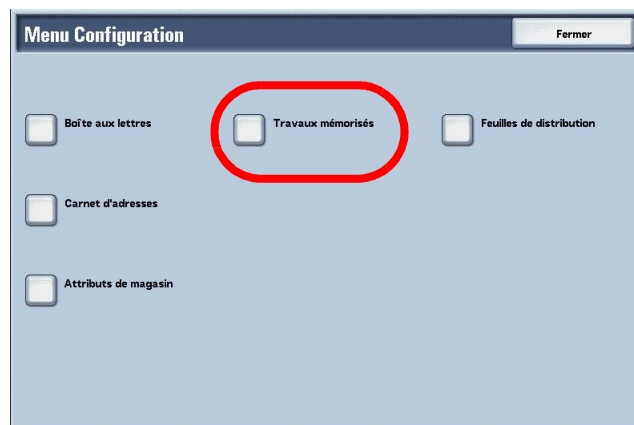 Menu Configuration
Fermer
Boîte aux lettres
Travaux mémorisés
Feuilles de distribution
Carnet d'adresses
Attributs de magasin